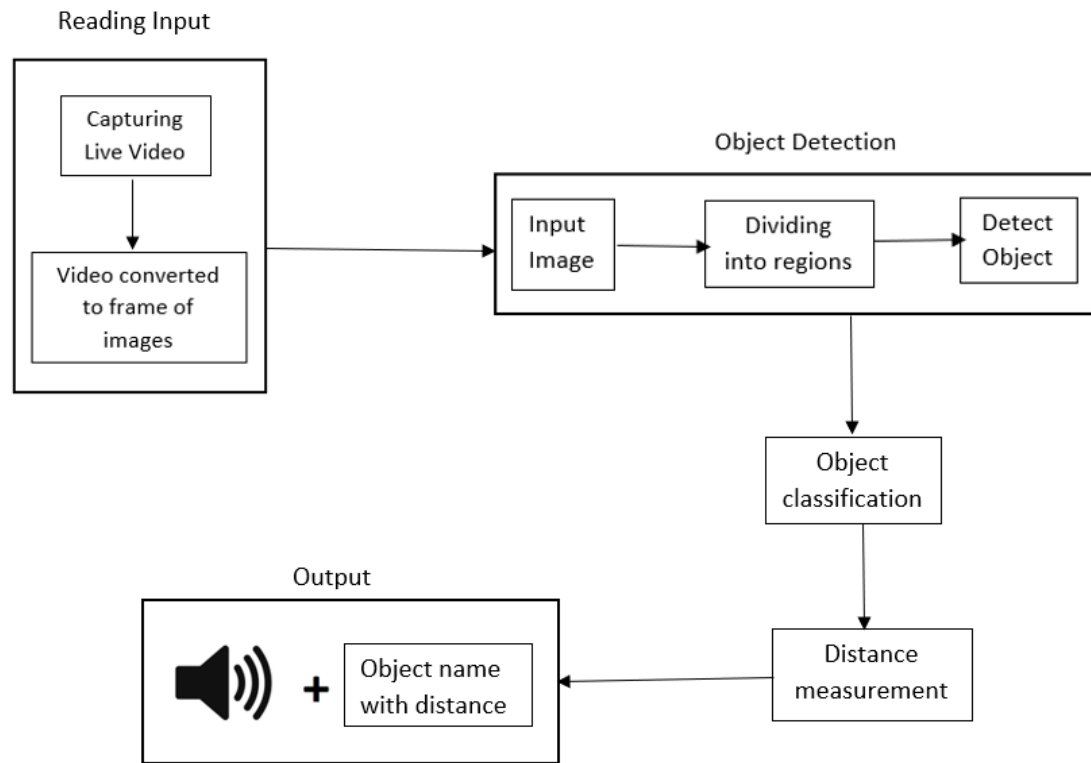 Reading Input
Capturing
Live Video
Video converted
to frame of
images
Object Detection
Input
Image
Dividing
into regions
Detect
Object
Object
classification
Distance
measurement
Output
+
Object name
with distance